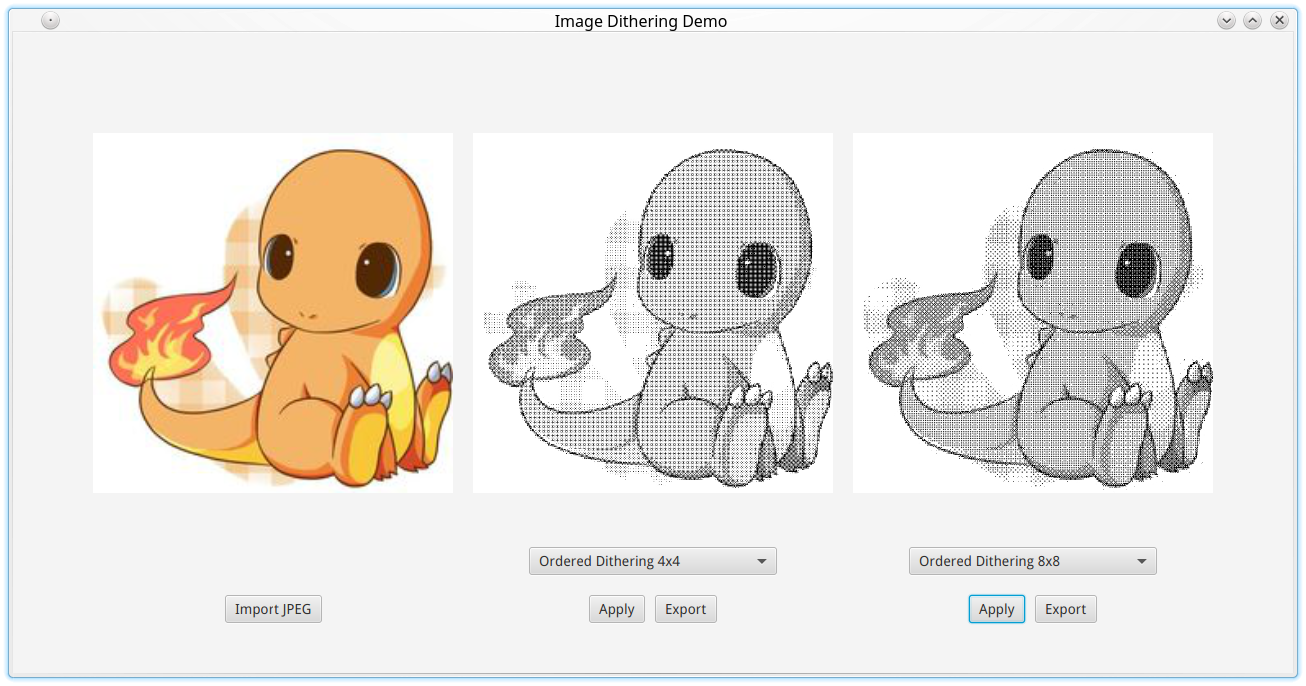 Image Dithering Demo
Ordered Dithering 4x4
Ordered Dithering 8x8
Import JPEG
Apply
Export
Apply
Export